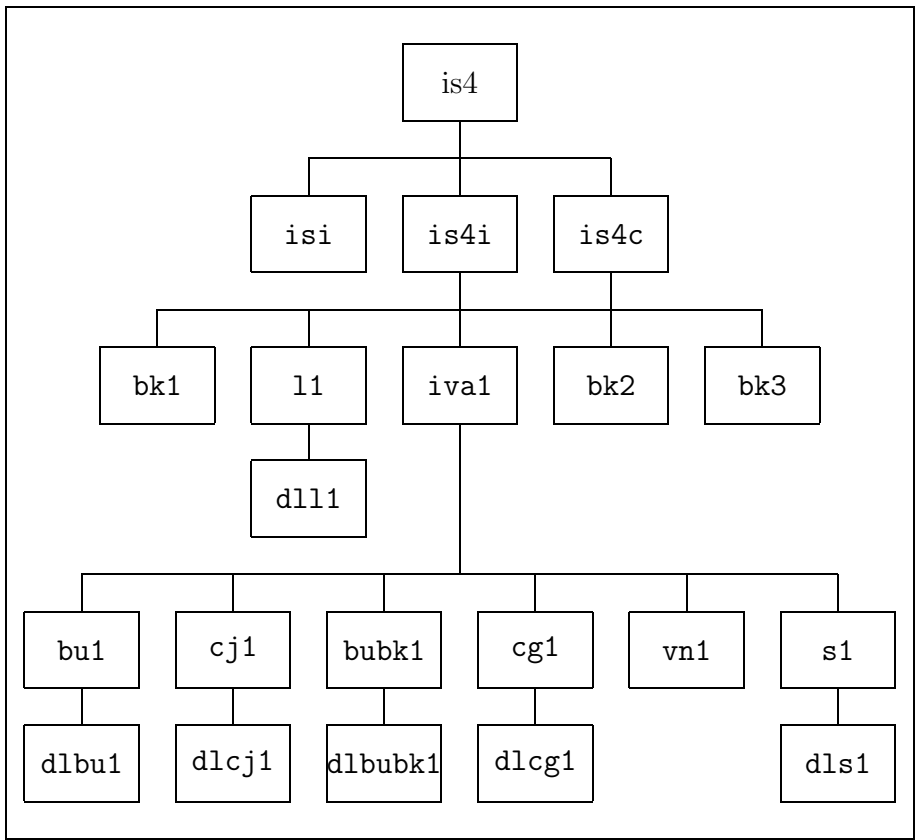 is4
isi is4i is4c
bk1 l1 iva1 bk2 bk3
dll1
bu1 cj1 bubk1 cg1 vn1 s1
dlbu1 dlcj1 dlbubk1 dlcg1 dls1